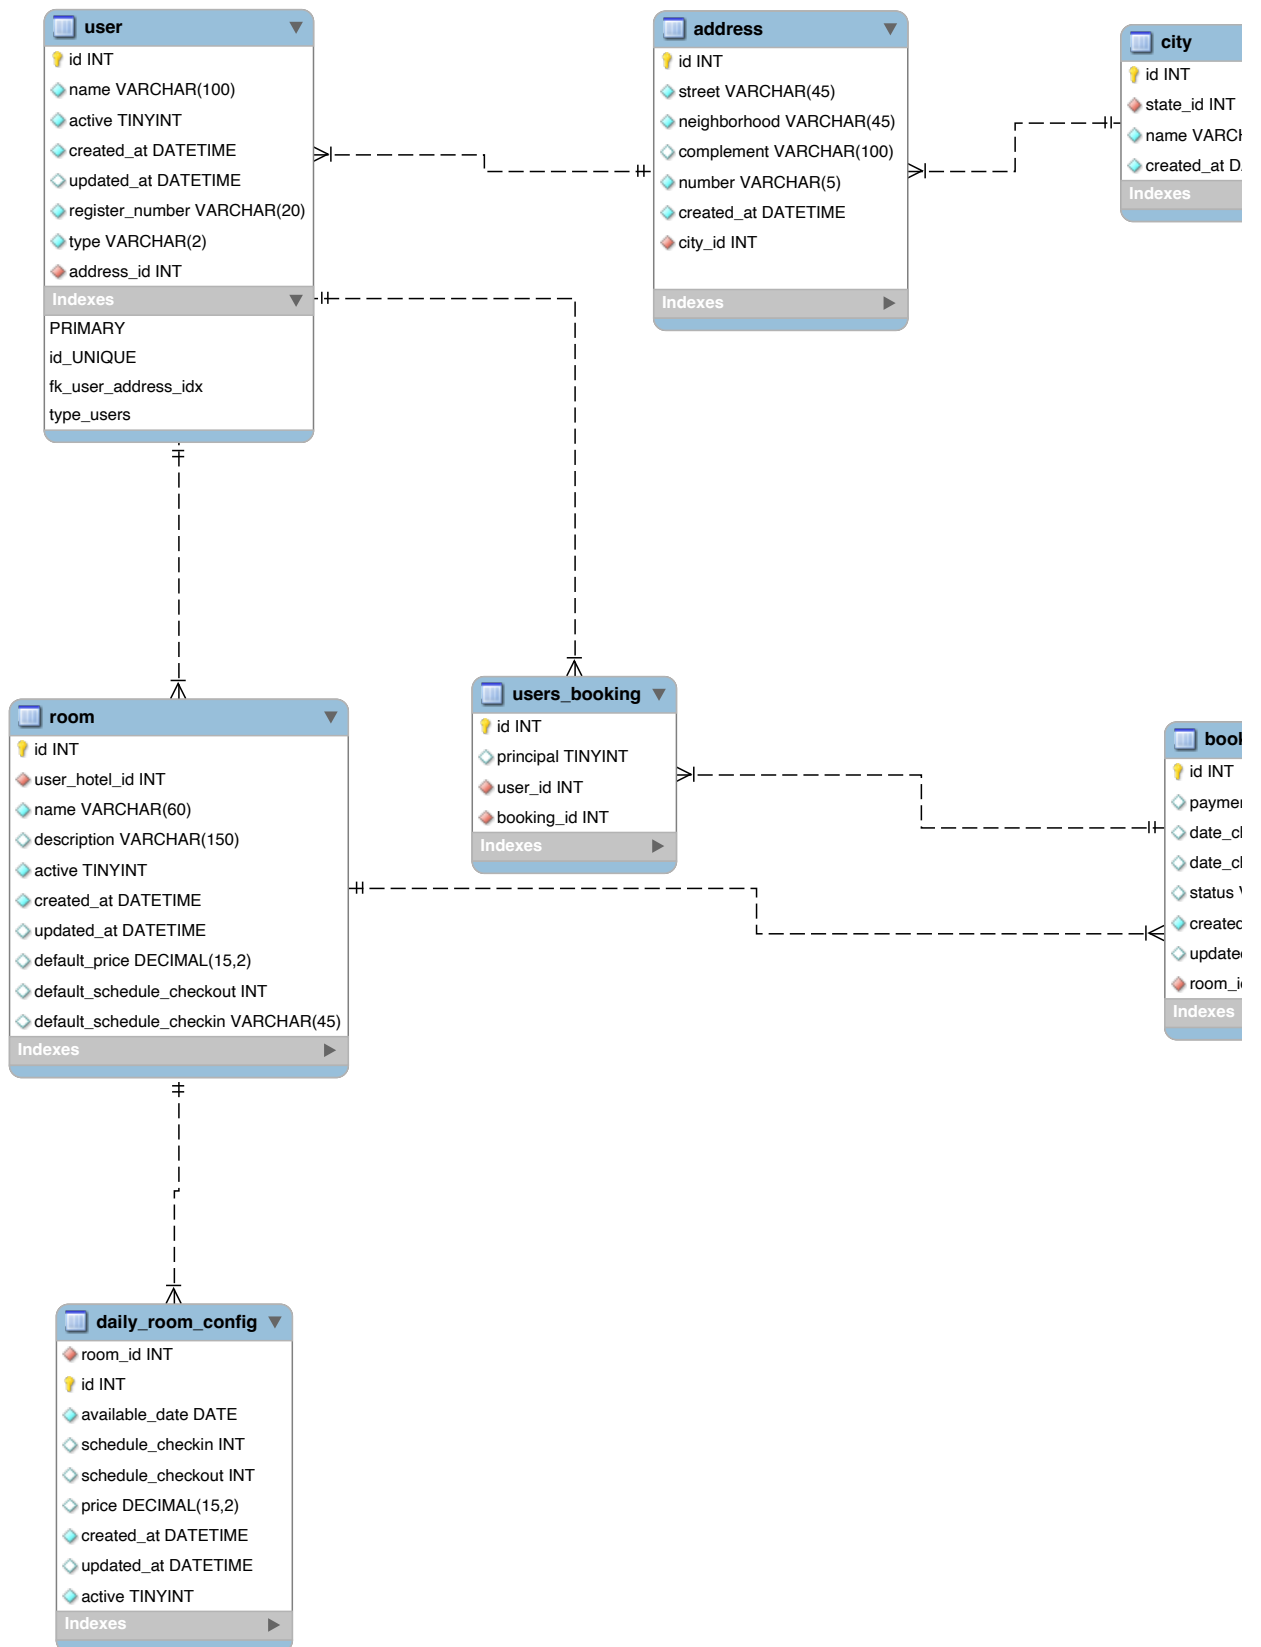 user
id INT
name VARCHAR(100)
active TINYINT
created_at DATETIME
updated_at DATETIME
register_number VARCHAR(20)
type VARCHAR(2)
address_id INT
Indexes
PRIMARY
id_UNIQUE
fk_user_address_idx
type_users
address
id INT
street VARCHAR(45)
neighborhood VARCHAR(45)
complement VARCHAR(100)
number VARCHAR(5)
created_at DATETIME
city_id INT
Indexes
city
id INT
state_id INT
name
created_at
Indexes
room
id INT
user_hotel_id INT
name VARCHAR(60)
description VARCHAR(150)
active TINYINT
created_at DATETIME
updated_at DATETIME
default_price DECIMAL(15,2)
default_schedule_checkout INT
default_schedule_checkin VARCHAR(45)
Indexes
users_booking
id INT
principal TINYINT
user_id INT
booking_id INT
Indexes
id INT
status
Indexes
daily_room_config
room_id INT
id INT
available_date DATE
schedule_checkin INT
schedule_checkout INT
price DECIMAL(15,2)
created_at DATETIME
updated_at DATETIME
active TINYINT
Indexes